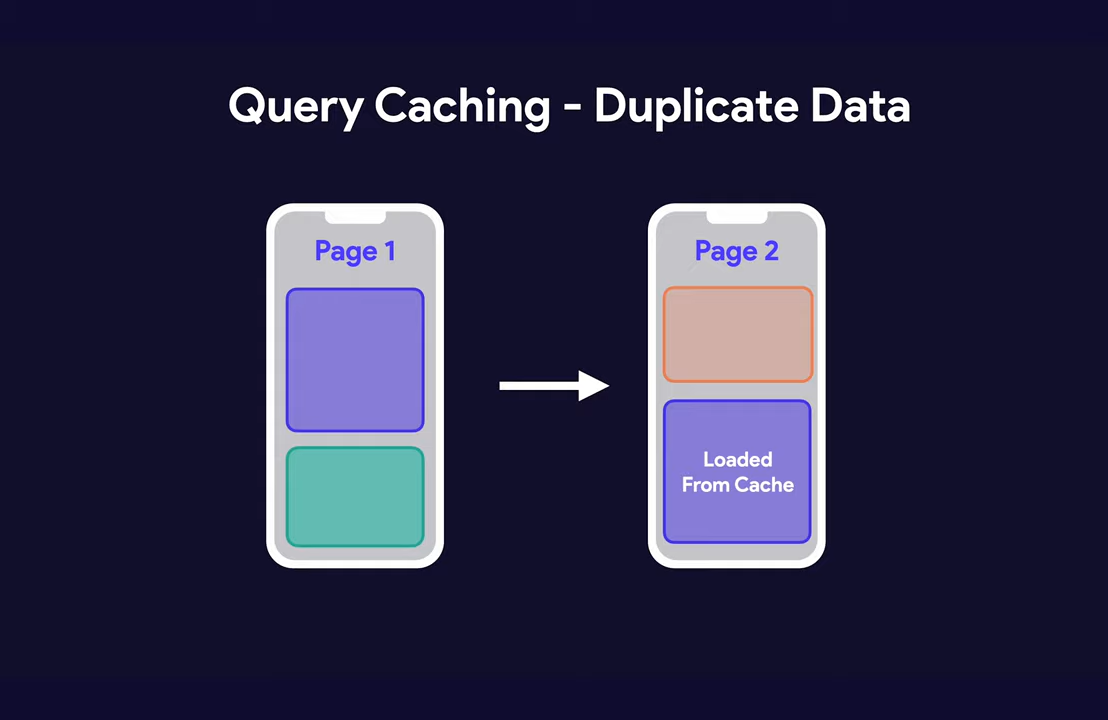 Query Caching - Duplicate Data
Page 1
Page 2
Loaded
From Cache